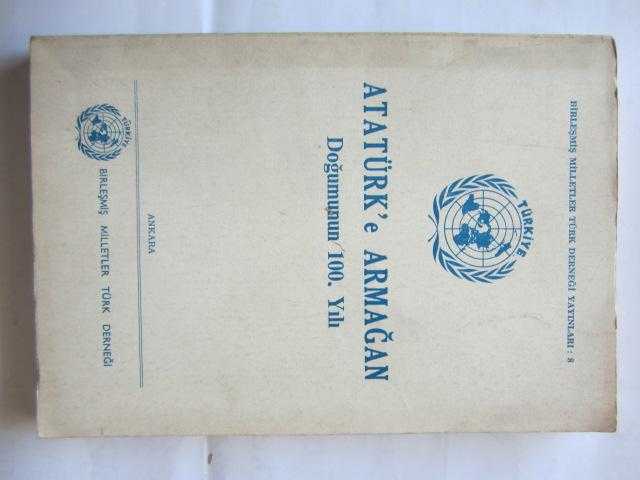 BİRLEŞMİŞ MİLLETLER TÜRK DERNEĞİ YAYINLARI : 8
TÜRKİYE
ATATÜRK'e ARMAĞAN
Doğumunun 100. Yılı
ANKARA
TÜRKİYE
BİRLEŞMİŞ MİLLETLER TÜRK DERNEĞİ